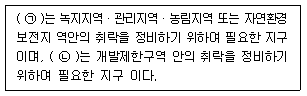 ( ㉠ )는 녹지지역 · 관리지역 · 농림지역 또는 자연환경
보전지 역안의 취락을 정비하기 위하여 필요한 지구
이며, ( ㉡ )는 개발제한구역 안의 취락을 정비하기
위하여 필요한 지구 이다.